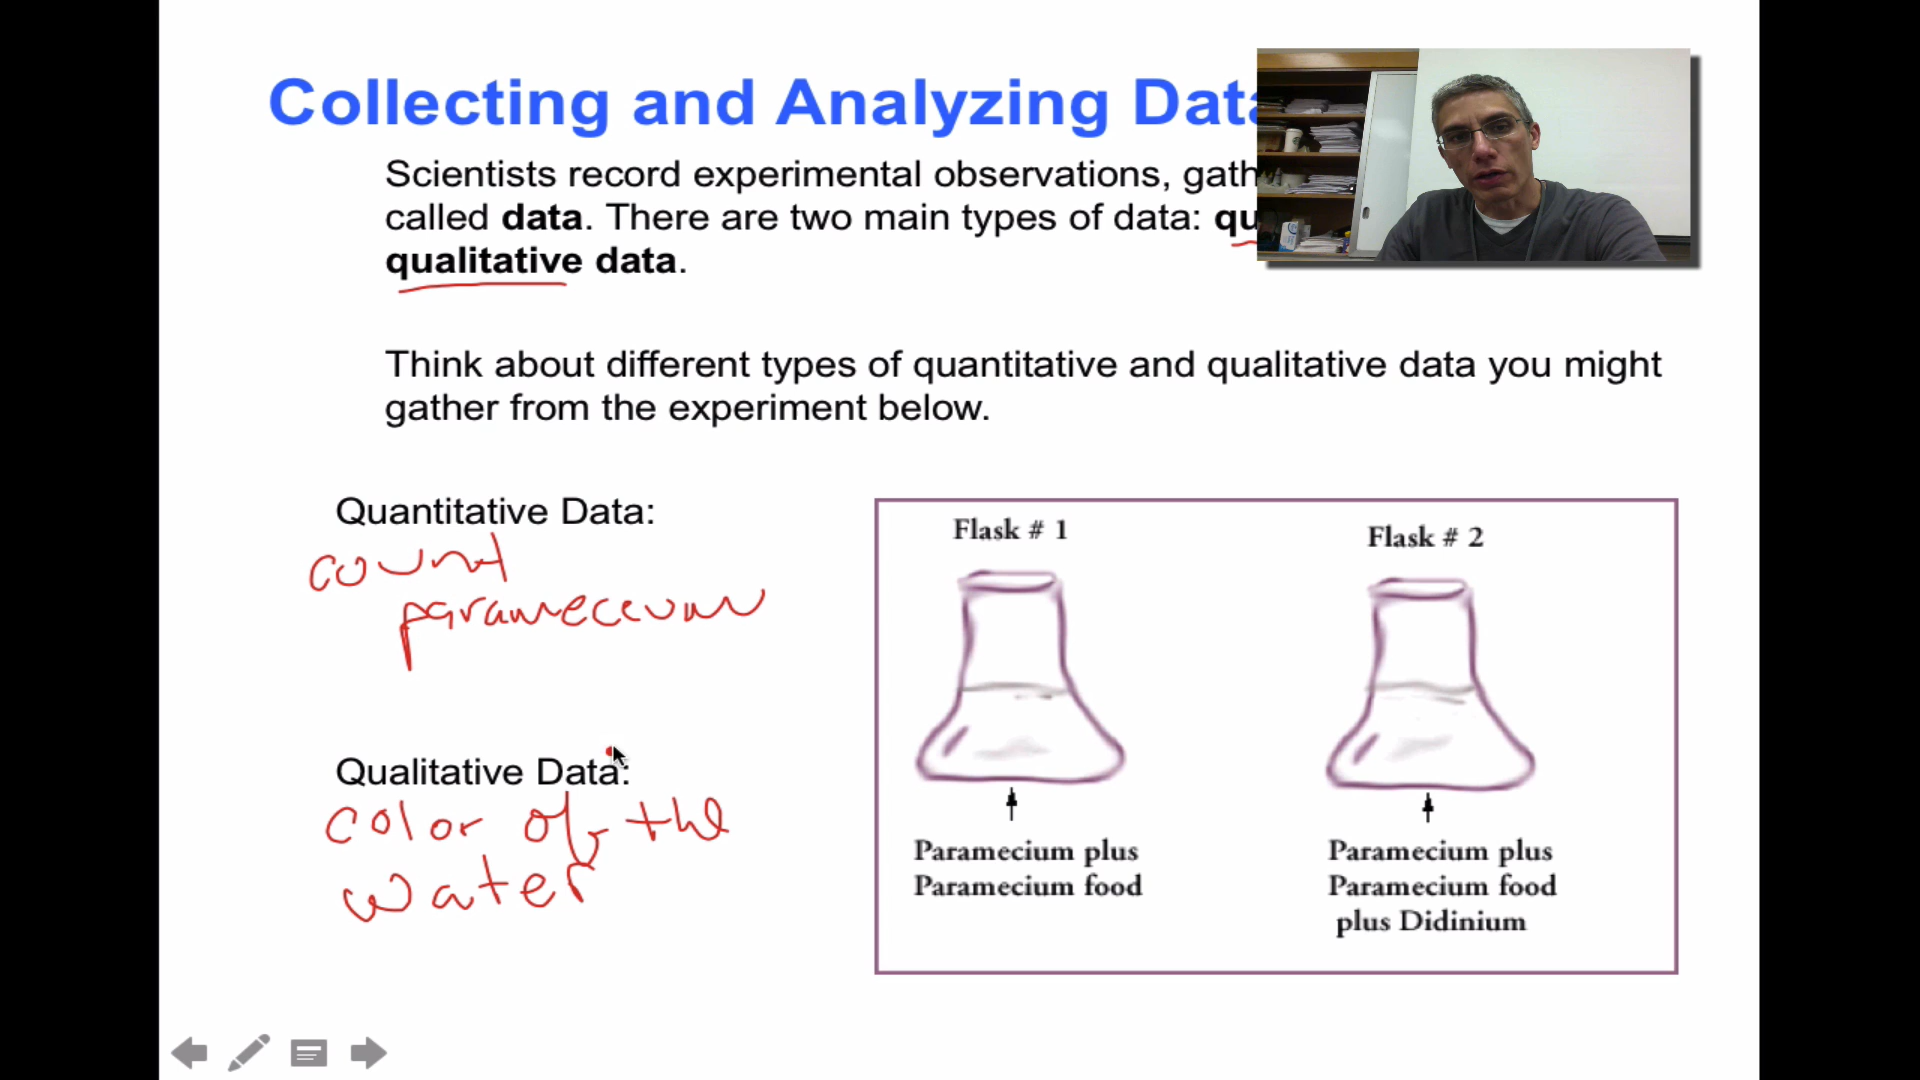 Collecting and Analyzing Data
Scientists record experimental observations, gath
called data. There are two main types of data: qu
qualitative data.
Think about different types of quantitative and qualitative data you might
gather from the experiment below.
Quantitative Data:
count
paramecium
Qualitative Data:
color of the
water
Flask # 1
Paramecium plus
Paramecium food
Flask # 2
Paramecium plus
Paramecium food
plus Didinium